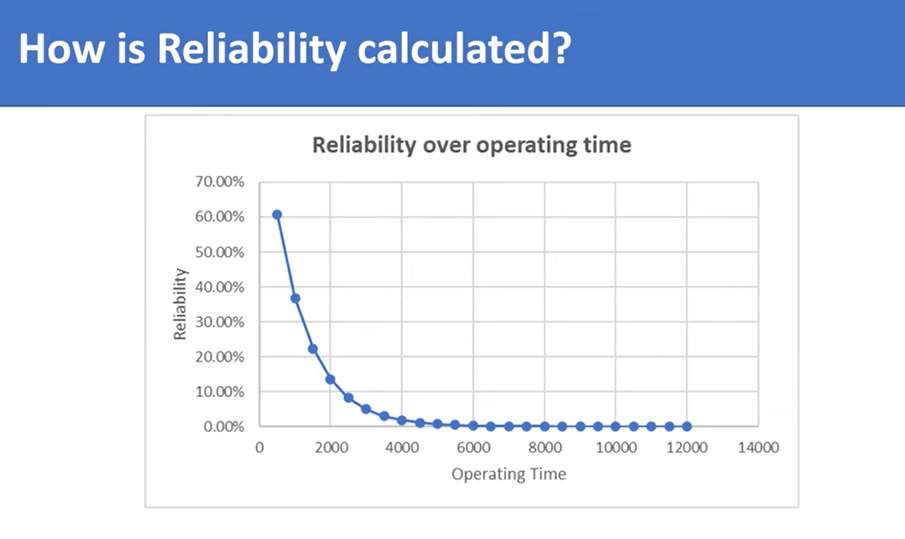 How is Reliability calculated?
Reliability over operating time
70.00%
60.00%
50.00%
40.00%
30.00%
20.00%
10.00%
0.00%
Reliability
0 2000 4000 6000 8000 10000 12000 14000
Operating Time